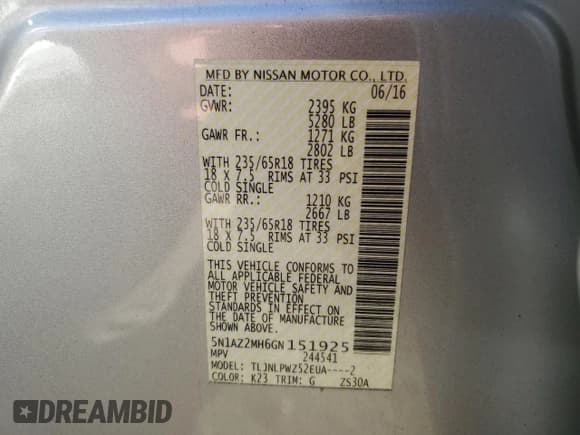 MFD BY NISSAN MOTOR CO., LTD.
DATE: 06/16
GVWR: 2395 KG
5280 LB
GAWR FR.: 1271 KG
2802 LB
WITH 235/65R18 TIRES
18 X 7.5 RIMS AT 33 PSI
COLD SINGLE
GAWR RR.: 1210 KG
2667 LB
WITH 235/65R18 TIRES
18 X 7.5 RIMS AT 33 PSI
COLD SINGLE
THIS VEHICLE CONFORMS TO
ALL APPLICABLE FEDERAL
MOTOR VEHICLE SAFETY AND
THEFT PREVENTION
STANDARDS IN EFFECT ON
THE DATE OF MANUFACTURE
SHOWN ABOVE.
5N1AZ2MH6GN151925
MPV 244541
MODEL: TLJNLPWZ52EUA----2
COLOR: K23 TRIM: G ZS30A
DREAMBID